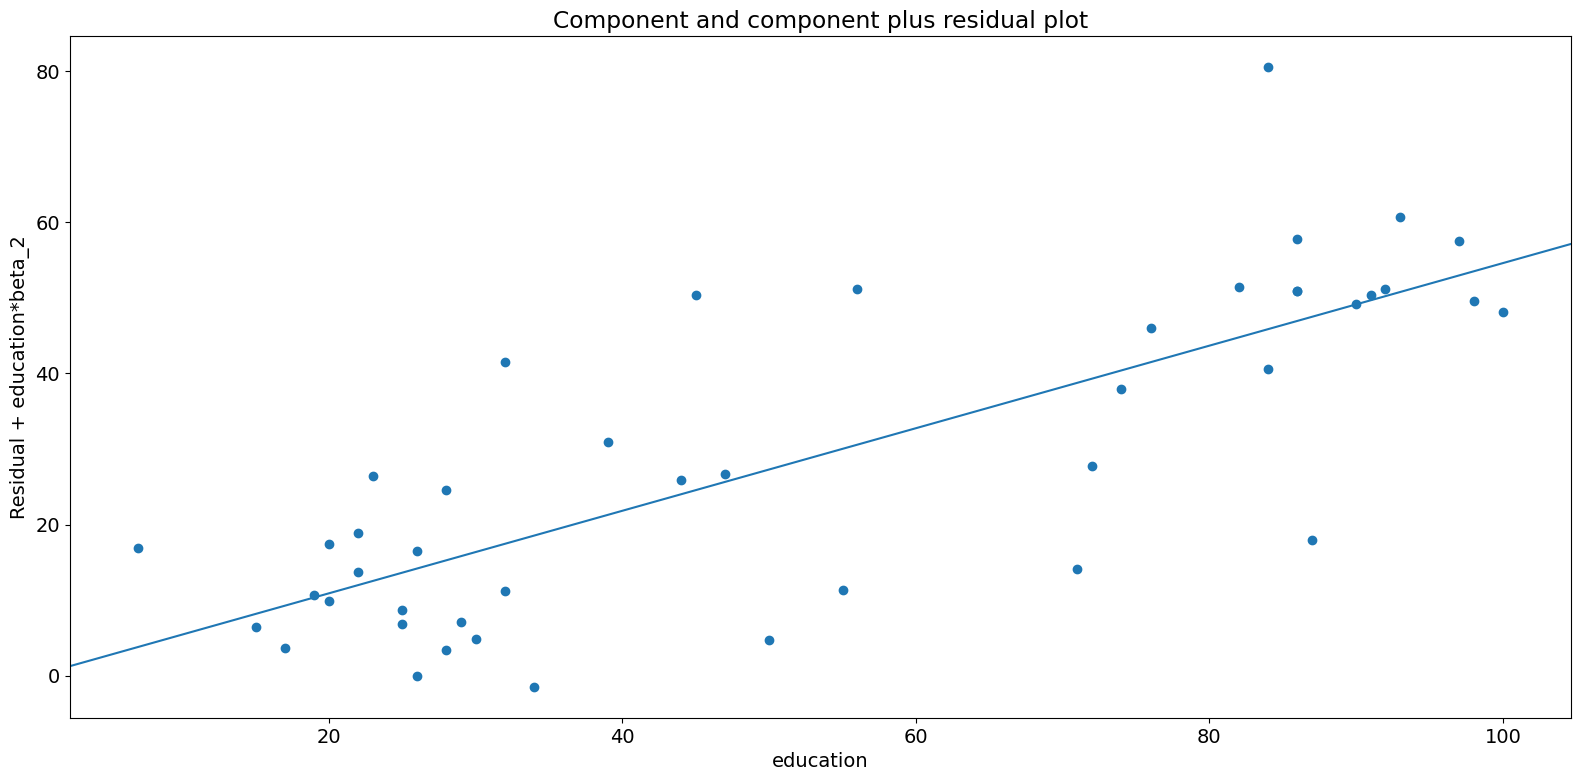 Component and component plus residual plot
80
60
40
20
0
Residual + education*beta_2
20 40 60 80 100
education